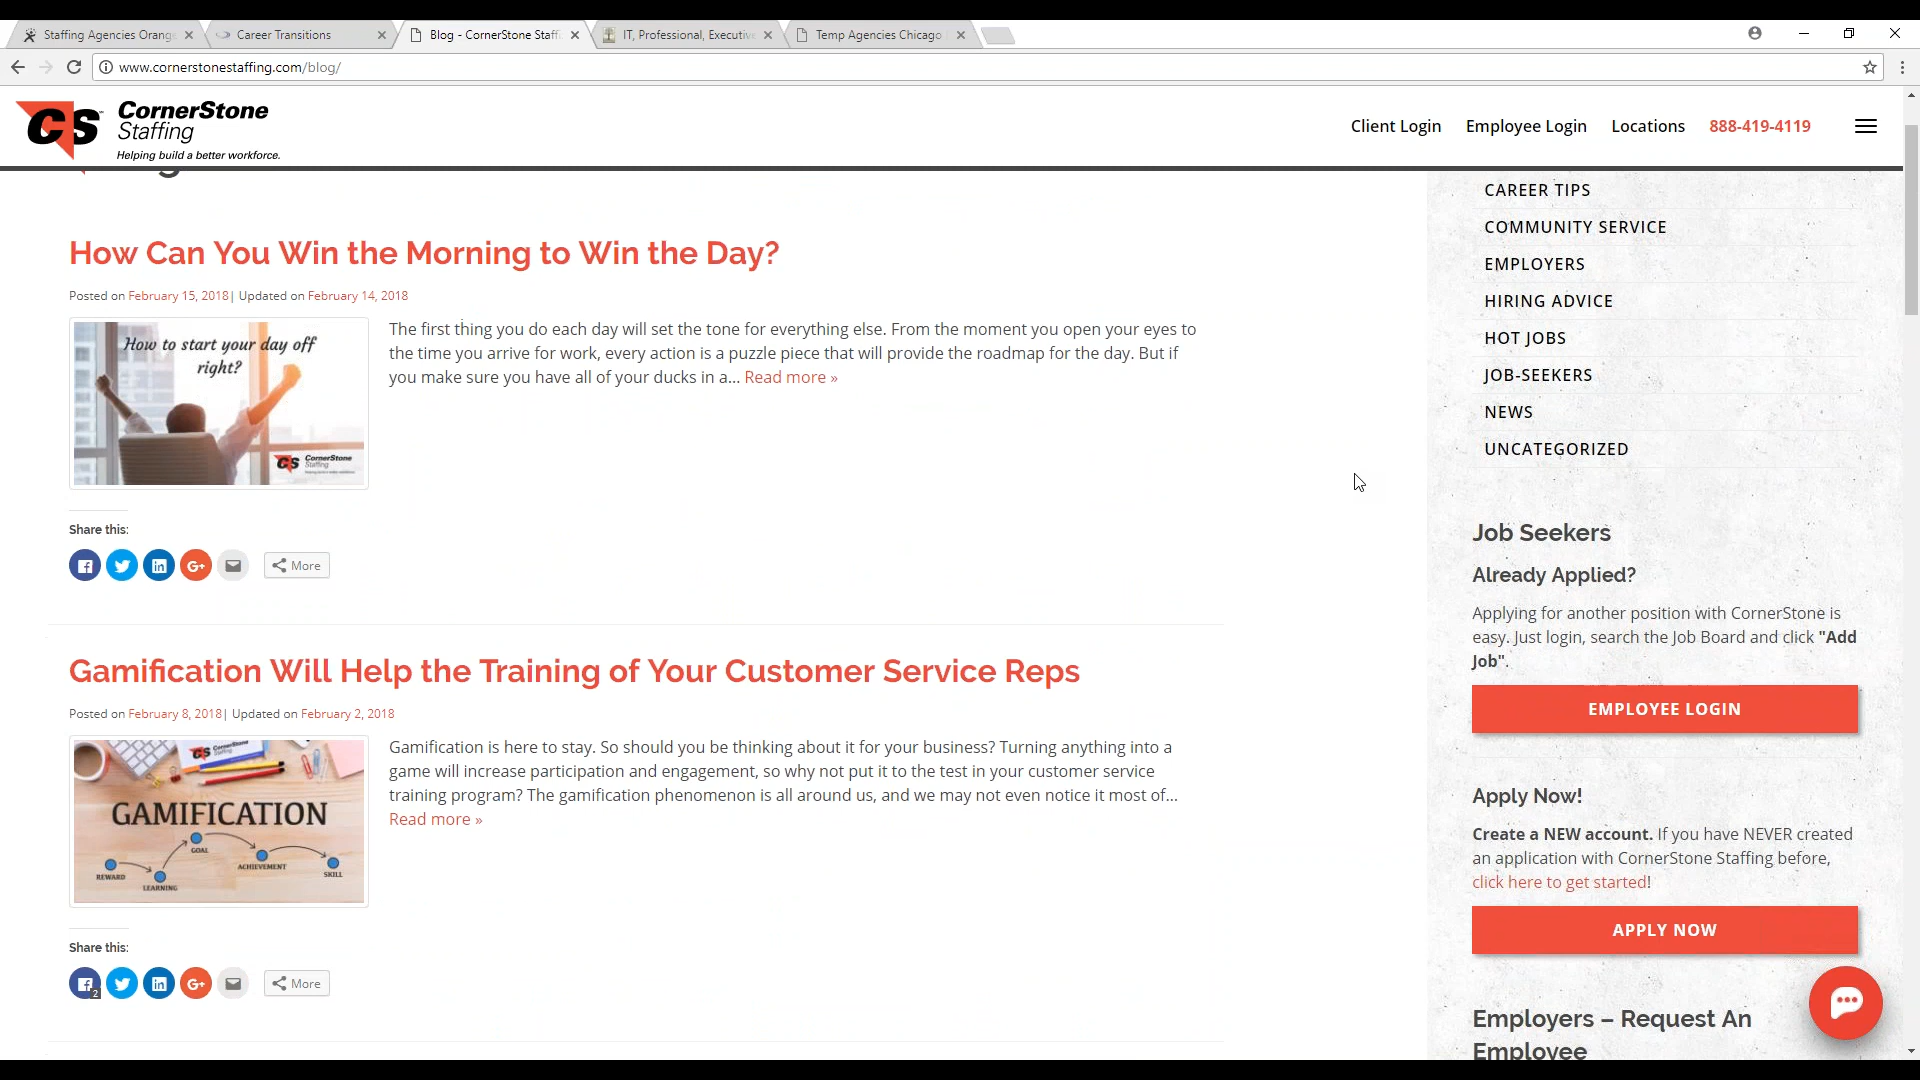 Staffing Agencies Orang
Career Transitions
Blog - CornerStone Staff
IT, Professional, Executive
Temp Agencies Chicago
www.cornerstonestaffing.com/blog/
CS
CornerStone
Staffing
Helping build a better workforce.
Client Login
Employee Login
Locations
888-419-4119
How Can You Win the Morning to Win the Day?
Posted on February 15, 2018| Updated on February 14, 2018
How to start your day off
right?
CS CornerStone
Staffing
The first thing you do each day will set the tone for everything else. From the moment you open your eyes to
the time you arrive for work, every action is a puzzle piece that will provide the roadmap for the day. But if
you make sure you have all of your ducks in a... Read more »
Share this:
More
Gamification Will Help the Training of Your Customer Service Reps
Posted on February 8, 2018| Updated on February 2, 2018
CS CornerStone
Staffing
GAMIFICATION
REWARD
LEARNING
GOAL
ACHIEVEMENT
SKILL
Gamification is here to stay. So should you be thinking about it for your business? Turning anything into a
game will increase participation and engagement, so why not put it to the test in your customer service
training program? The gamification phenomenon is all around us, and we may not even notice it most of...
Read more »
Share this:
2
More
CAREER TIPS
COMMUNITY SERVICE
EMPLOYERS
HIRING ADVICE
HOT JOBS
JOB-SEEKERS
NEWS
UNCATEGORIZED
Job Seekers
Already Applied?
Applying for another position with CornerStone is
easy. Just login, search the Job Board and click "Add
Job".
EMPLOYEE LOGIN
Apply Now!
Create a NEW account. If you have NEVER created
an application with CornerStone Staffing before,
click here to get started!
APPLY NOW
Employers – Request An
Employee